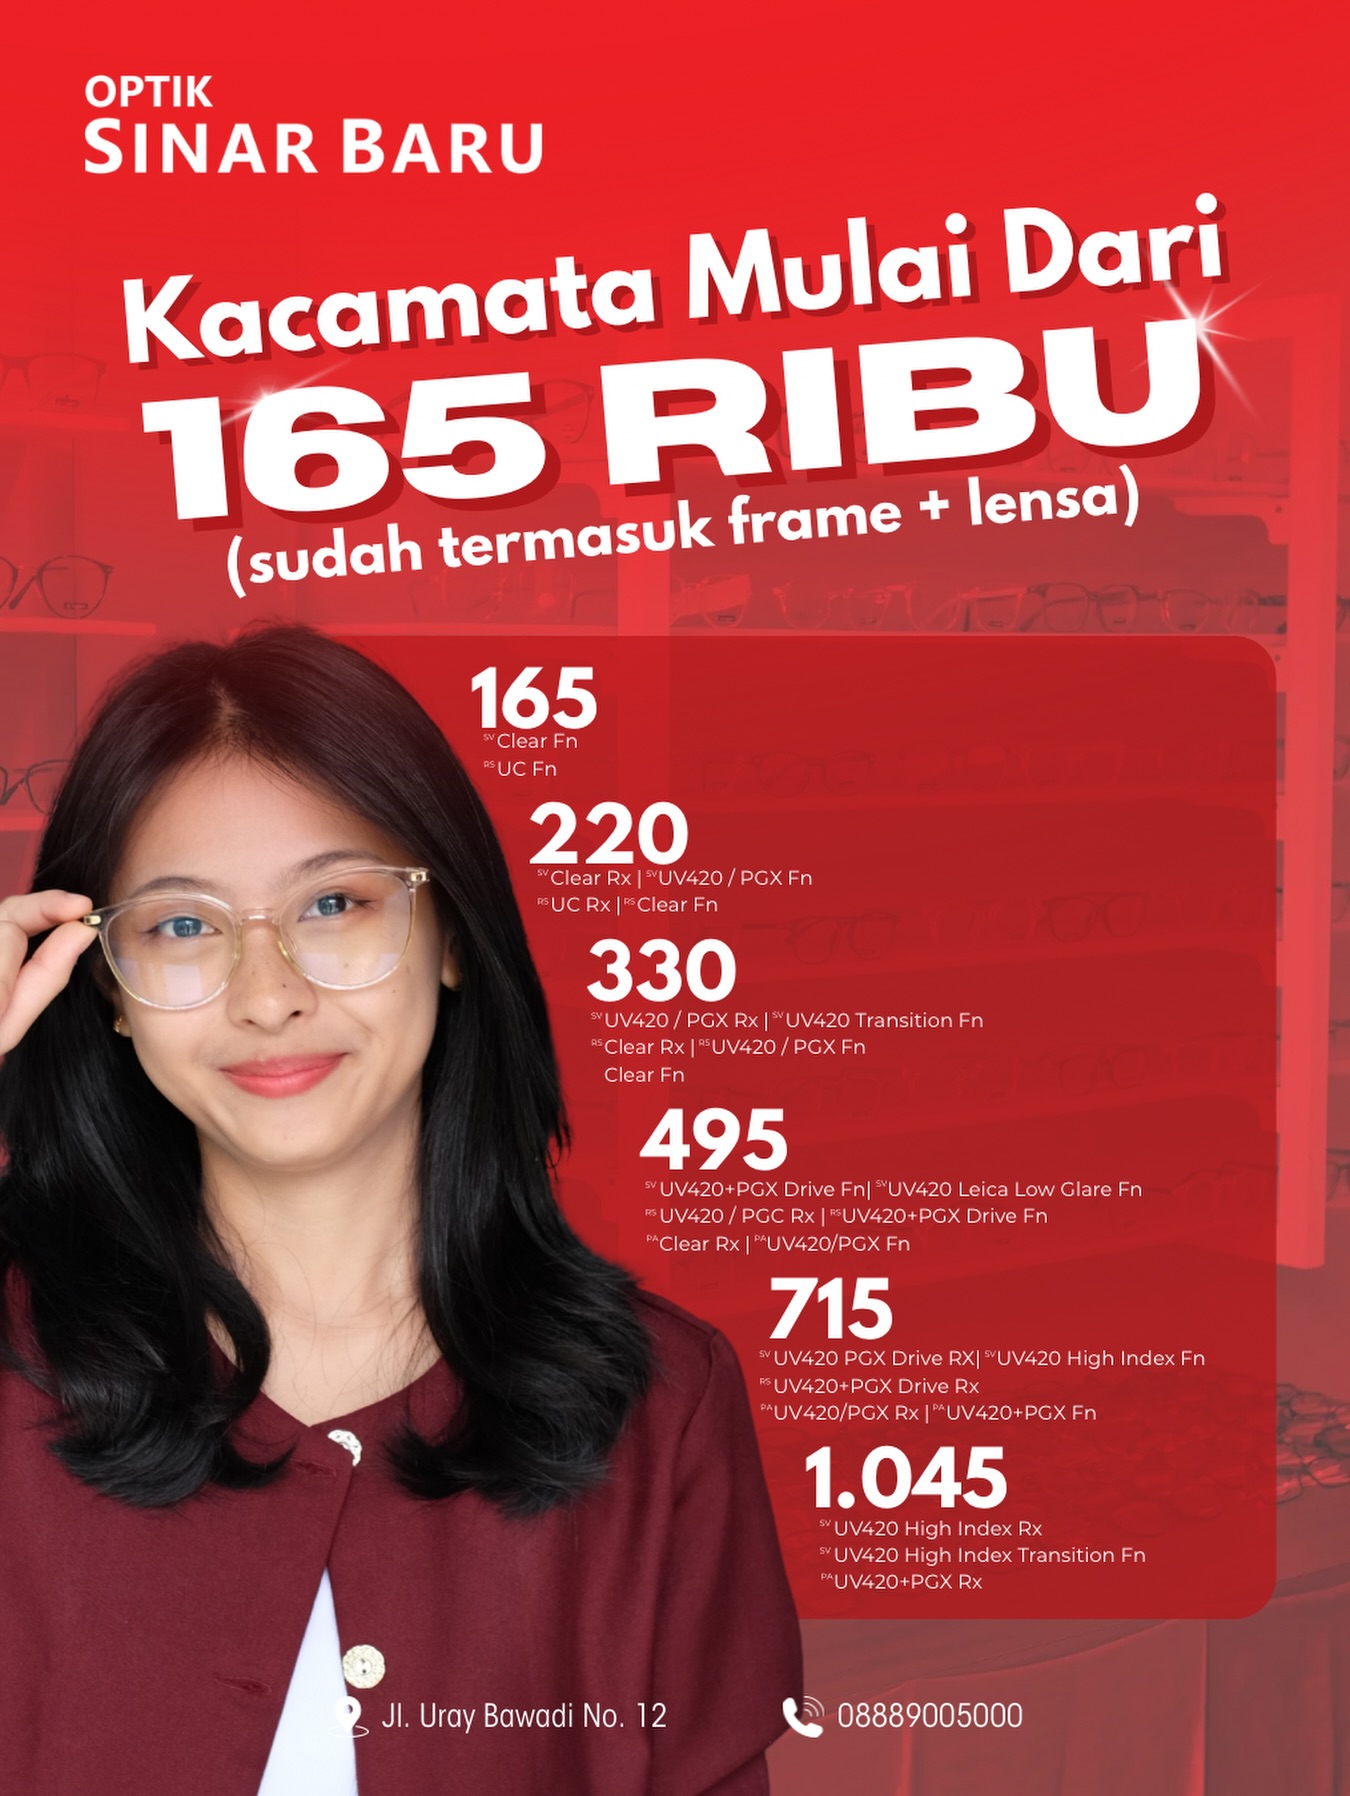 OPTIK
SINAR BARU
Kacamata Mulai Dari
165 RIBU
(sudah termasuk frame + lensa)
165
SV Clear Fn
RS UC Fn
220
SV Clear Rx | SV UV420 / PGX Fn
RS UC Rx | RS Clear Fn
330
SV UV420 / PGX Rx | SV UV420 Transition Fn
RS Clear Rx | RS UV420 / PGX Fn
Clear Fn
495
SV UV420+PGX Drive Fn| SV UV420 Leica Low Glare Fn
RS UV420 / PGC Rx | RS UV420+PGX Drive Fn
PA Clear Rx | PA UV420/PGX Fn
715
SV UV420 PGX Drive RX| SV UV420 High Index Fn
RS UV420+PGX Drive Rx
PA UV420/PGX Rx | PA UV420+PGX Fn
1.045
SV UV420 High Index Rx
SV UV420 High Index Transition Fn
PA UV420+PGX Rx
Jl. Uray Bawadi No. 12
08889005000